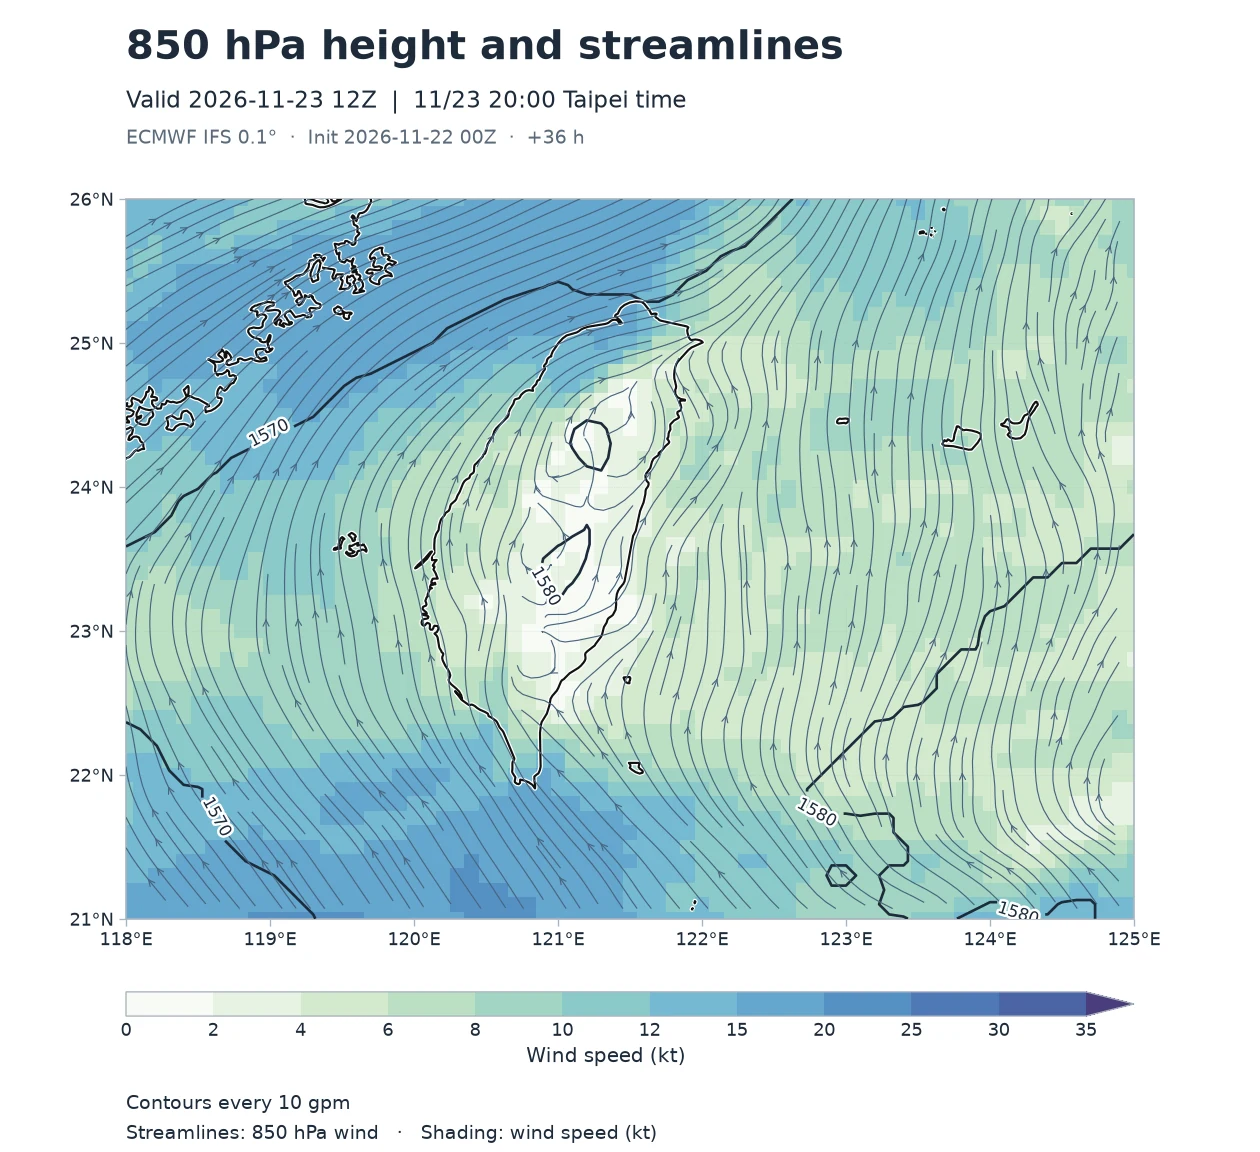 850 hPa height and streamlines
Valid 2026-11-23 12Z | 11/23 20:00 Taipei time
ECMWF IFS 0.1° · Init 2026-11-22 00Z · +36 h
26°N
25°N
1570
24°N
1580
23°N
22°N
1570
1580
1580
21°N
118°E 119°E 120°E 121°E 122°E 123°E 124°E 125°E
0 2 4 6 8 10 12 15 20 25 30 35
Wind speed (kt)
Contours every 10 gpm
Streamlines: 850 hPa wind · Shading: wind speed (kt)